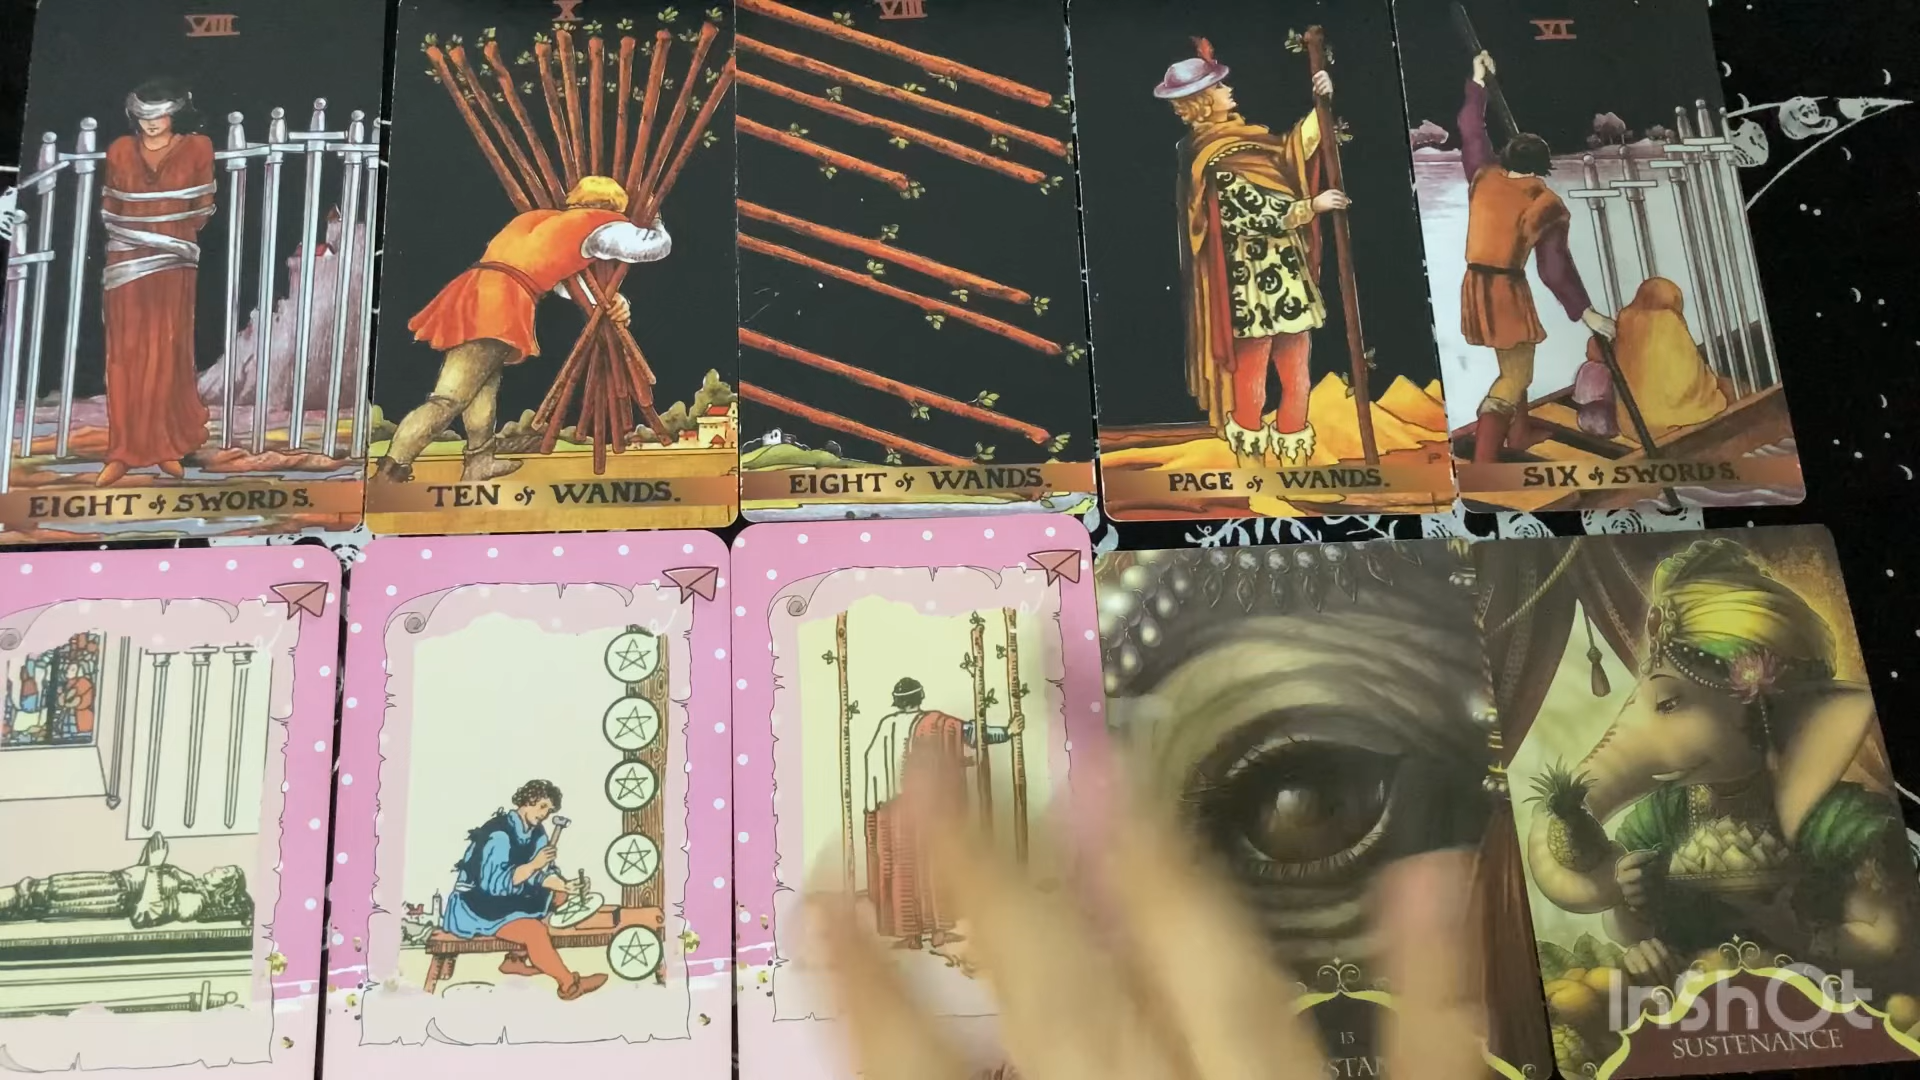 VIII
X
VIII
VI
EIGHT of SWORDS.
TEN of WANDS.
EIGHT of WANDS.
PAGE of WANDS.
SIX of SWORDS.
13
SUSTENANCE
InShOt